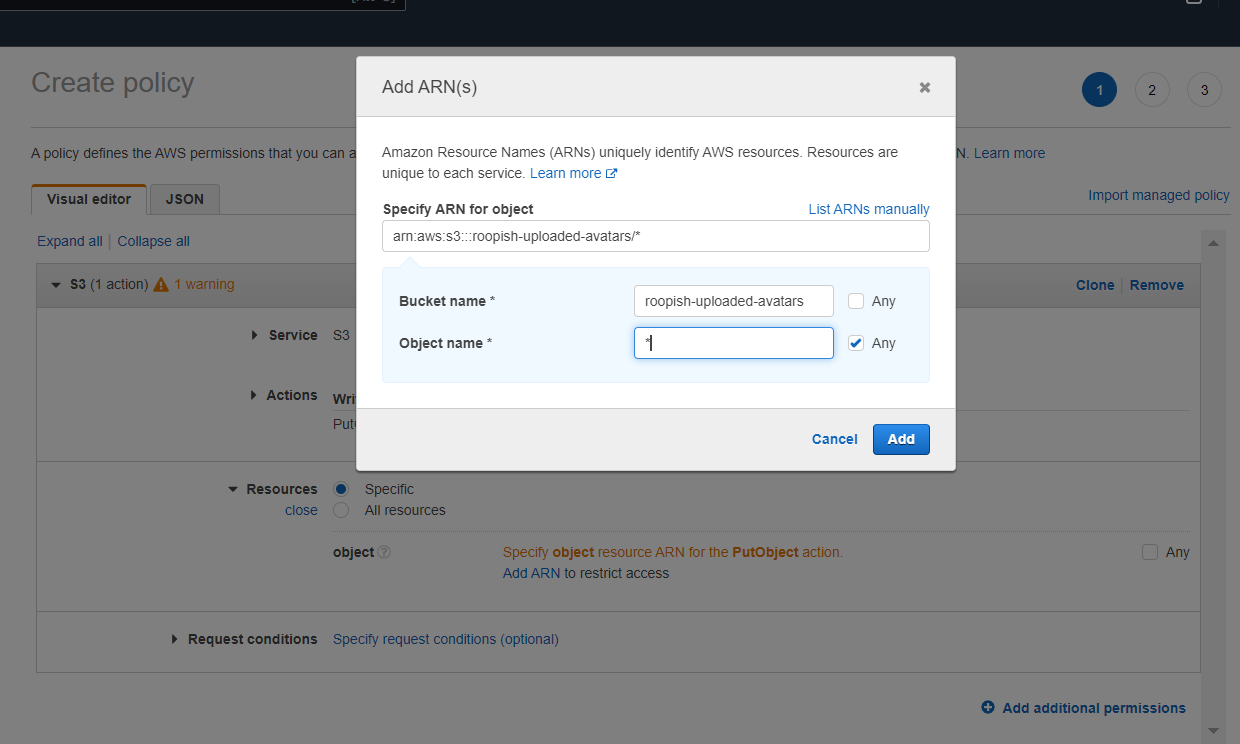 Create policy
1 2 3
A policy defines the AWS permissions that you can a
N. Learn more
Visual editor JSON
Import managed policy
Expand all | Collapse all
S3 (1 action) 1 warning
Clone | Remove
Service S3
Actions Wri
Put
Add ARN(s)
Amazon Resource Names (ARNs) uniquely identify AWS resources. Resources are
unique to each service. Learn more
Specify ARN for object List ARNs manually
arn:aws:s3:::roopish-uploaded-avatars/*
Bucket name * roopish-uploaded-avatars Any
Object name * * Any
Cancel Add
Resources Specific
close All resources
object ? Specify object resource ARN for the PutObject action. Any
Add ARN to restrict access
Request conditions Specify request conditions (optional)
Add additional permissions